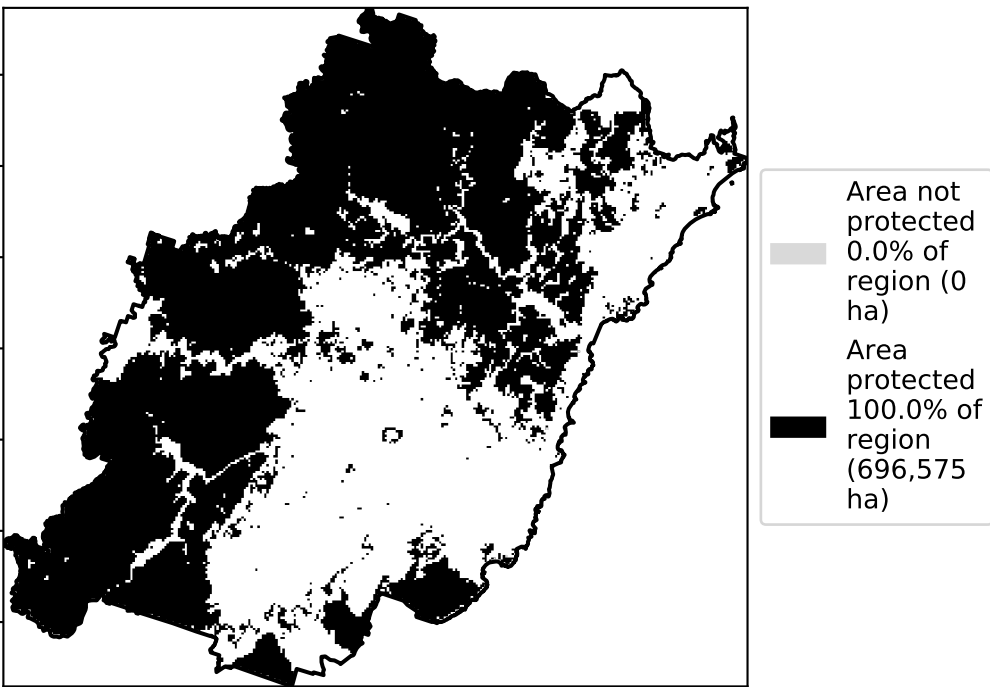 Area not
protected
0.0% of
region (0
ha)
Area
protected
100.0% of
region
(696,575
ha)